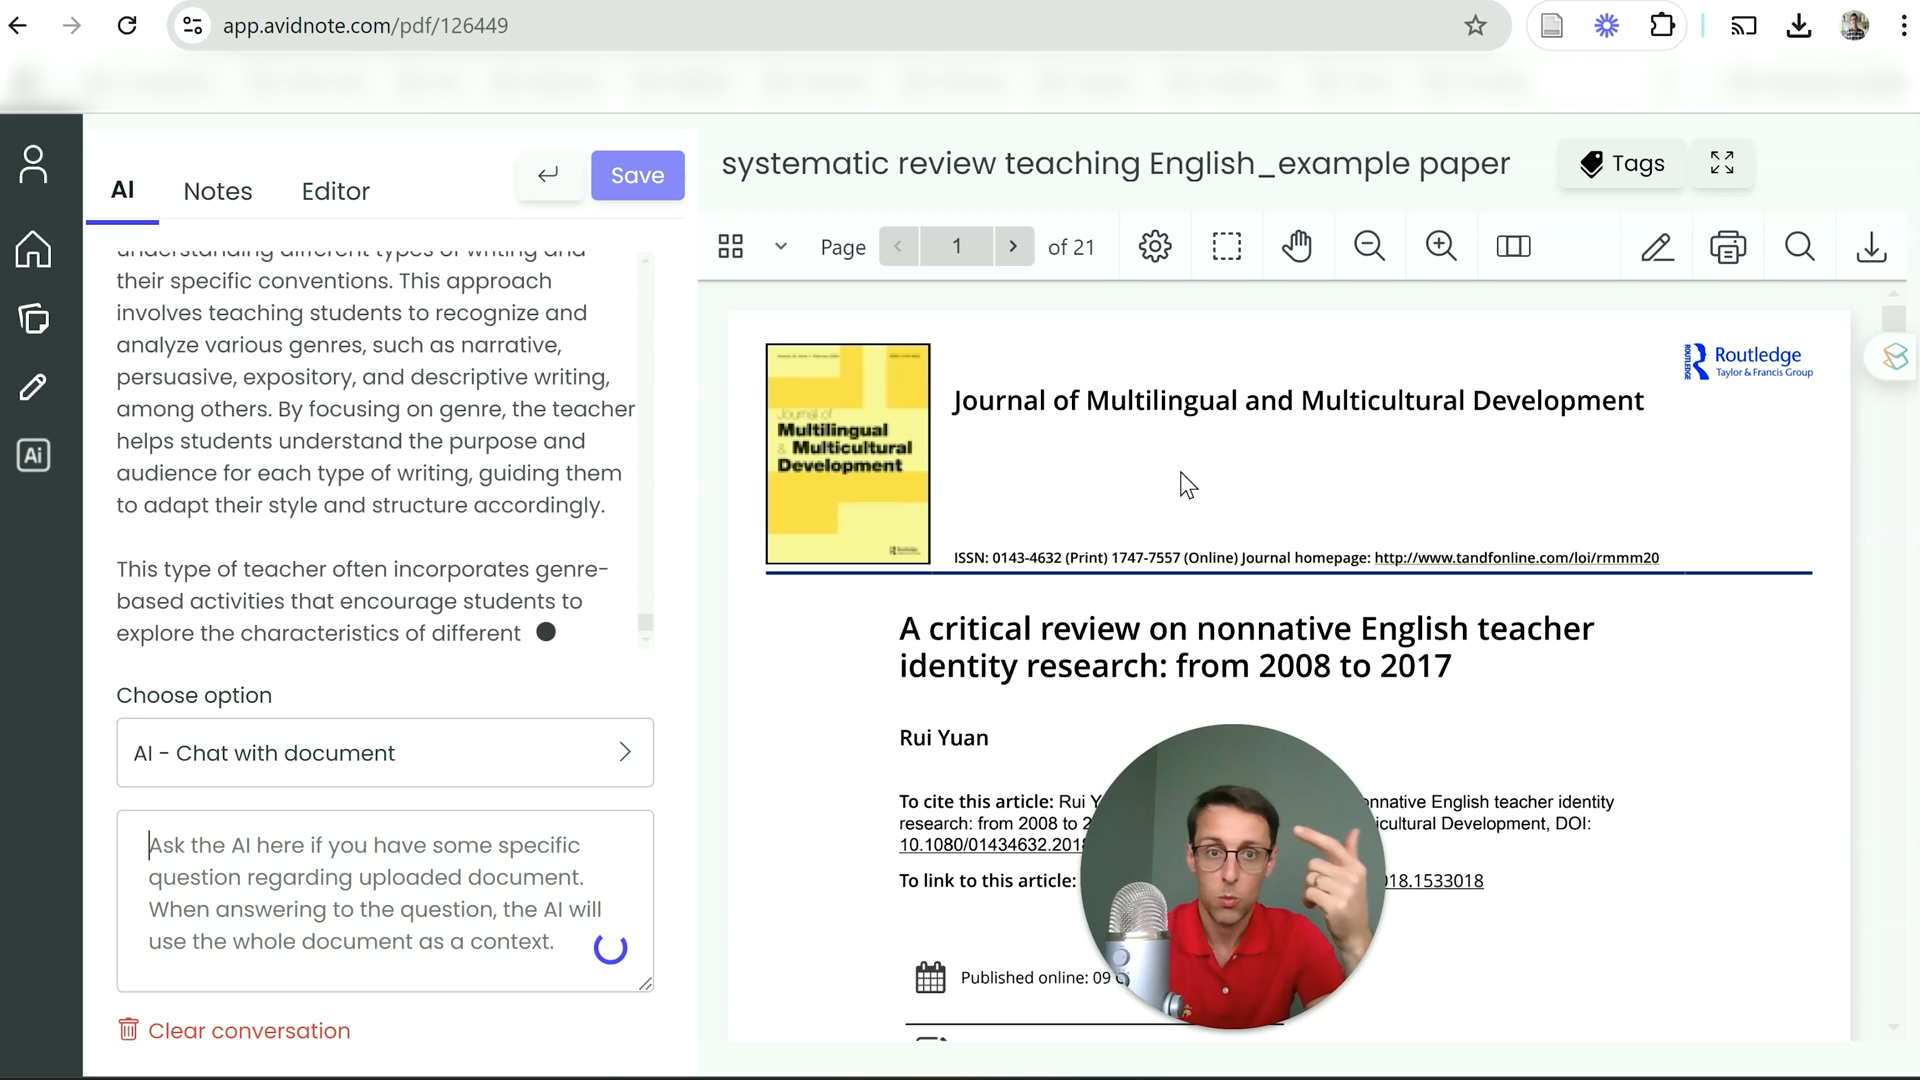 app.avidnote.com/pdf/126449
AI
Notes
Editor
Save
their specific conventions. This approach
involves teaching students to recognize and
analyze various genres, such as narrative,
persuasive, expository, and descriptive writing,
among others. By focusing on genre, the teacher
helps students understand the purpose and
audience for each type of writing, guiding them
to adapt their style and structure accordingly.
This type of teacher often incorporates genre-
based activities that encourage students to
explore the characteristics of different
Choose option
AI - Chat with document
Ask the AI here if you have some specific
question regarding uploaded document.
When answering to the question, the AI will
use the whole document as a context.
Clear conversation
Ai
systematic review teaching English_example paper
Tags
Page
1
of 21
Journal of
Multilingual
& Multicultural
Development
Journal of Multilingual and Multicultural Development
ROUTLEDGE
Routledge
Taylor & Francis Group
ISSN: 0143-4632 (Print) 1747-7557 (Online) Journal homepage: http://www.tandfonline.com/loi/rmmm20
A critical review on nonnative English teacher
identity research: from 2008 to 2017
Rui Yuan
To cite this article: Rui Y nnative English teacher identity
research: from 2008 to 2 icultural Development, DOI:
10.1080/01434632.201
To link to this article: 018.1533018
Published online: 09